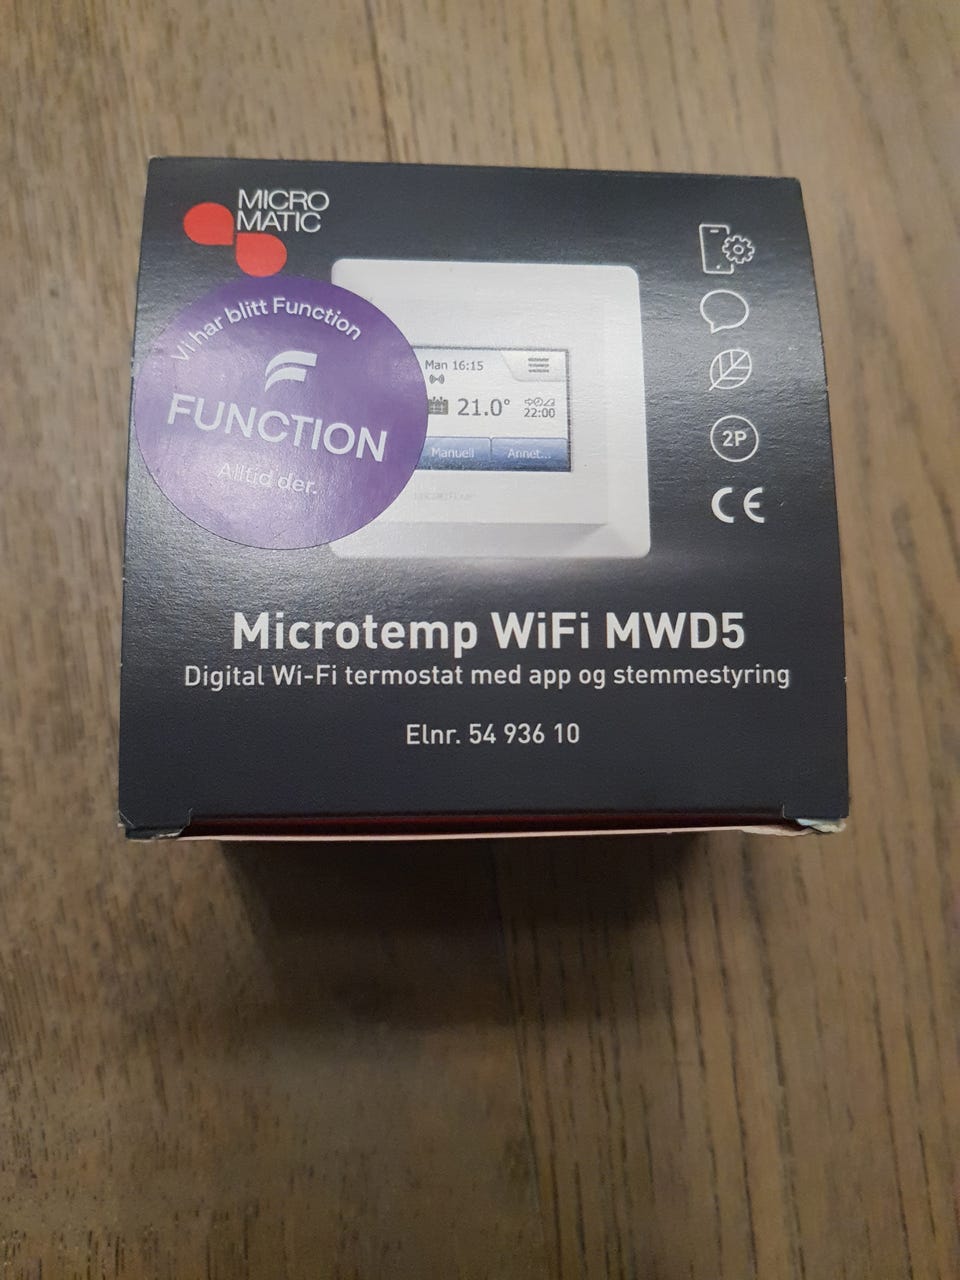 MICRO
MATIC
Vi har blitt Function
FUNCTION
Alltid der.
Man 16:15
21.0°
22:00
Manuell
Annet...
2P
CE
Microtemp WiFi MWD5
Digital Wi-Fi termostat med app og stemmestyring
Elnr. 54 936 10